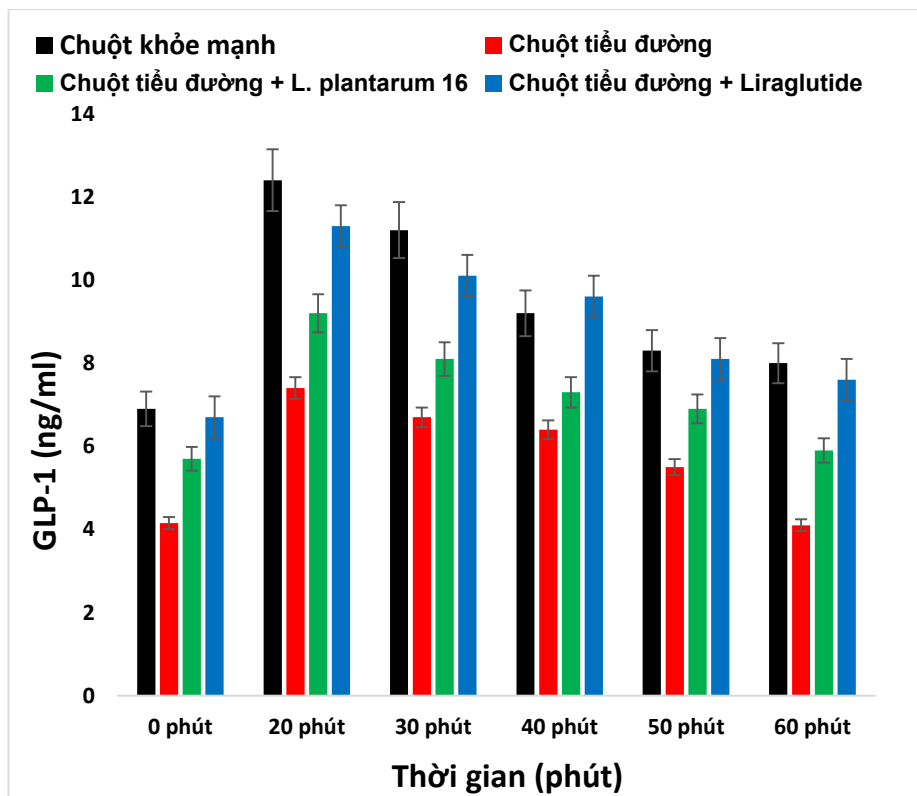 Chuột khỏe mạnh
Chuột tiểu đường
Chuột tiểu đường + L. plantarum 16
Chuột tiểu đường + Liraglutide
14
12
10
8
6
4
2
0
GLP-1 (ng/ml)
0 phút 20 phút 30 phút 40 phút 50 phút 60 phút
Thời gian (phút)